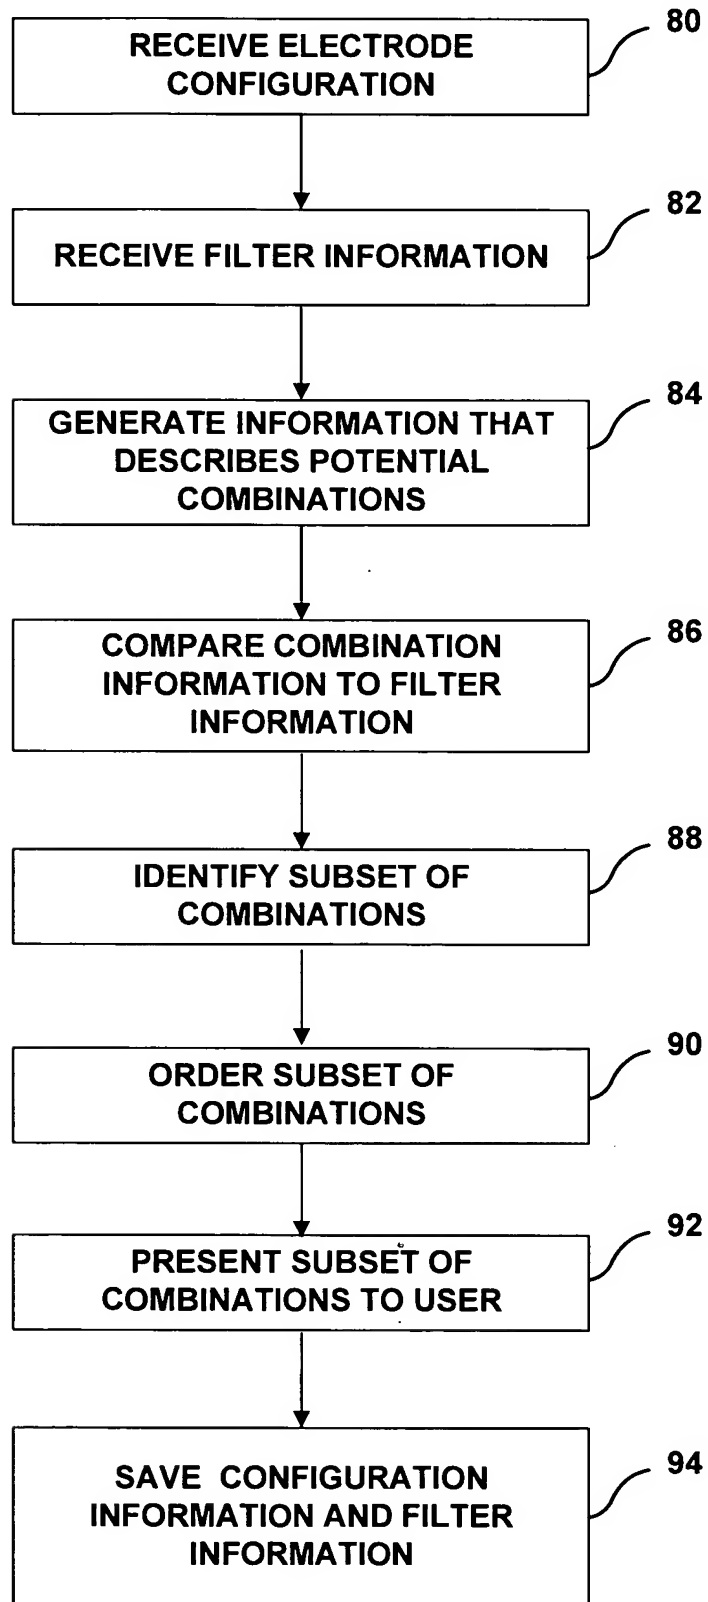 80
RECEIVE ELECTRODE
CONFIGURATION
82
RECEIVE FILTER INFORMATION
84
GENERATE INFORMATION THAT
DESCRIBES POTENTIAL
COMBINATIONS
86
COMPARE COMBINATION
INFORMATION TO FILTER
INFORMATION
88
IDENTIFY SUBSET OF
COMBINATIONS
90
ORDER SUBSET OF
COMBINATIONS
92
PRESENT SUBSET OF
COMBINATIONS TO USER
94
SAVE CONFIGURATION
INFORMATION AND FILTER
INFORMATION